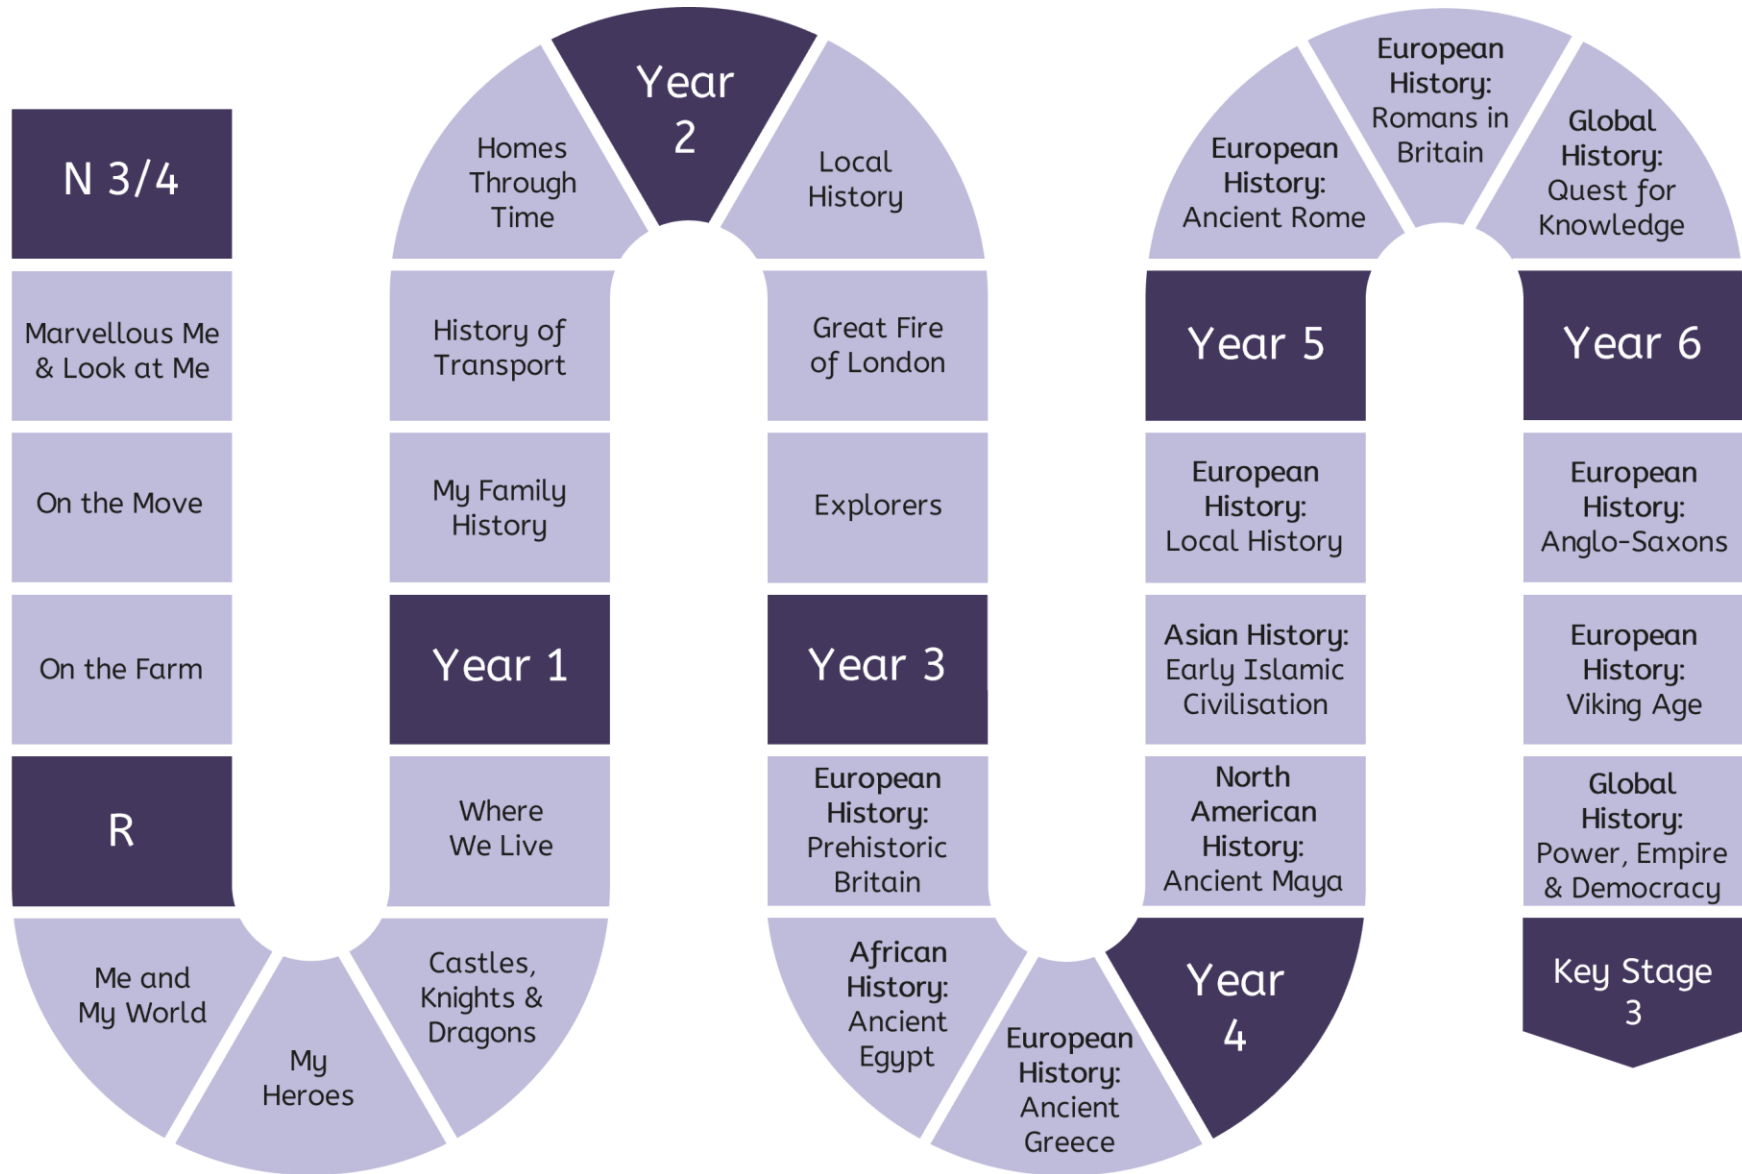 N 3/4
Marvellous Me
& Look at Me
On the Move
On the Farm
R
Me and
My World
My
Heroes
Castles,
Knights &
Dragons
Where
We Live
Year 1
My Family
History
History of
Transport
Homes
Through
Time
Year
2
Local
History
Great Fire
of London
Explorers
Year 3
European
History:
Prehistoric
Britain
African
History:
Ancient
Egypt
European
History:
Ancient
Greece
Year
4
North
American
History:
Ancient Maya
Asian History:
Early Islamic
Civilisation
European
History:
Local History
Year 5
European
History:
Ancient Rome
European
History:
Romans in
Britain
Global
History:
Quest for
Knowledge
Year 6
European
History:
Anglo-Saxons
European
History:
Viking Age
Global
History:
Power, Empire
& Democracy
Key Stage
3